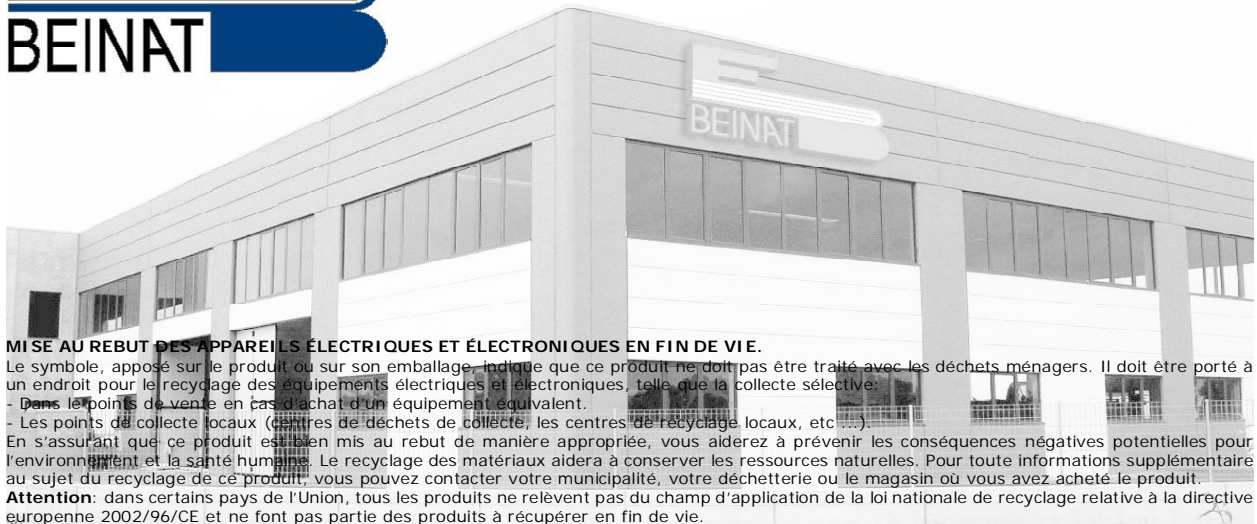 BEINAT
BEINAT
MISE AU REBUT DES APPAREILS ÉLECTRIQUES ET ÉLECTRONIQUES EN FIN DE VIE.
Le symbole, apposé sur le produit ou sur son emballage, indique que ce produit ne doit pas être traité avec les déchets ménagers. Il doit être porté à
un endroit pour le recyclage des équipements électriques et électroniques, telle que la collecte sélective:
- Dans le points de vente en cas d'achat d'un équipement équivalent.
- Les points de collecte locaux (centres de déchets de collecte, les centres de recyclage locaux, etc ...).
En s'assurant que ce produit est bien mis au rebut de manière appropriée, vous aiderez à prévenir les conséquences négatives potentielles pour
l'environnement et la santé humaine. Le recyclage des matériaux aidera à conserver les ressources naturelles. Pour toute informations supplémentaire
au sujet du recyclage de ce produit, vous pouvez contacter votre municipalité, votre déchetterie ou le magasin où vous avez acheté le produit.
Attention: dans certains pays de l'Union, tous les produits ne relèvent pas du champ d'application de la loi nationale de recyclage relative à la directive
europenne 2002/96/CE et ne font pas partie des produits à récupérer en fin de vie.